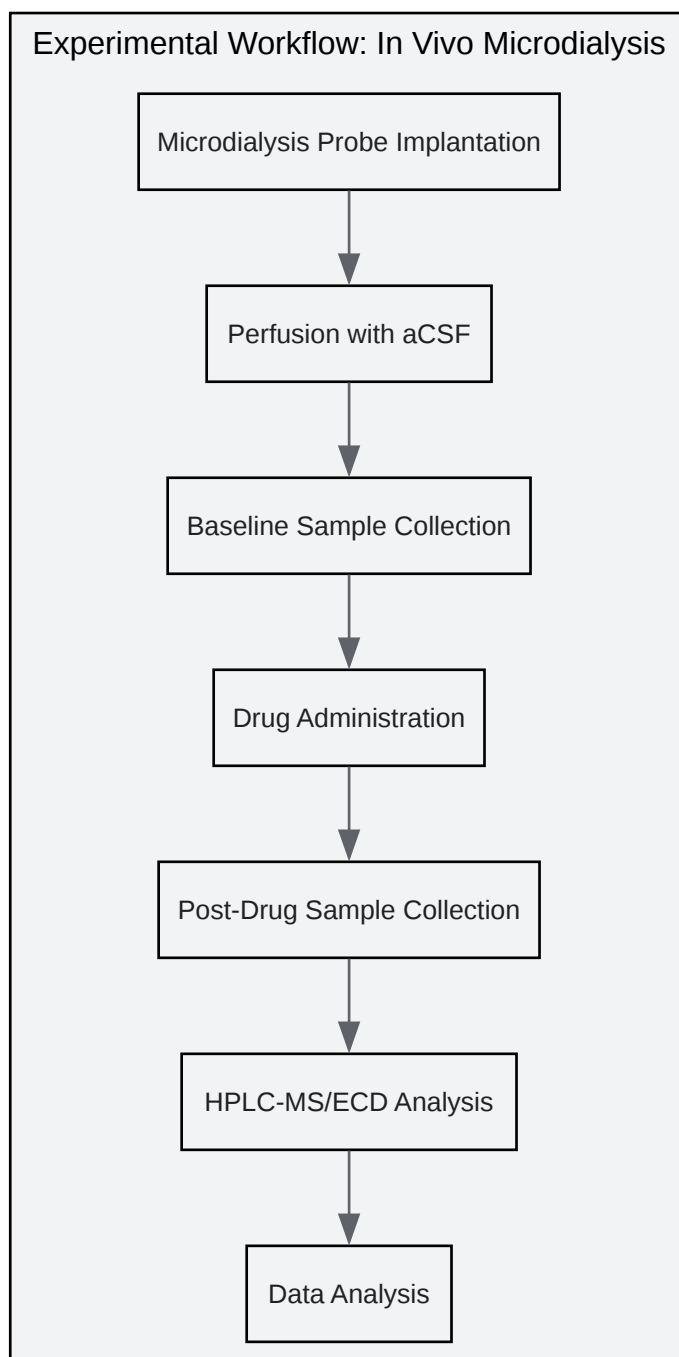 Experimental Workflow: In Vivo Microdialysis
Microdialysis Probe Implantation
Perfusion with aCSF
Baseline Sample Collection
Drug Administration
Post-Drug Sample Collection
HPLC-MS/ECD Analysis
Data Analysis